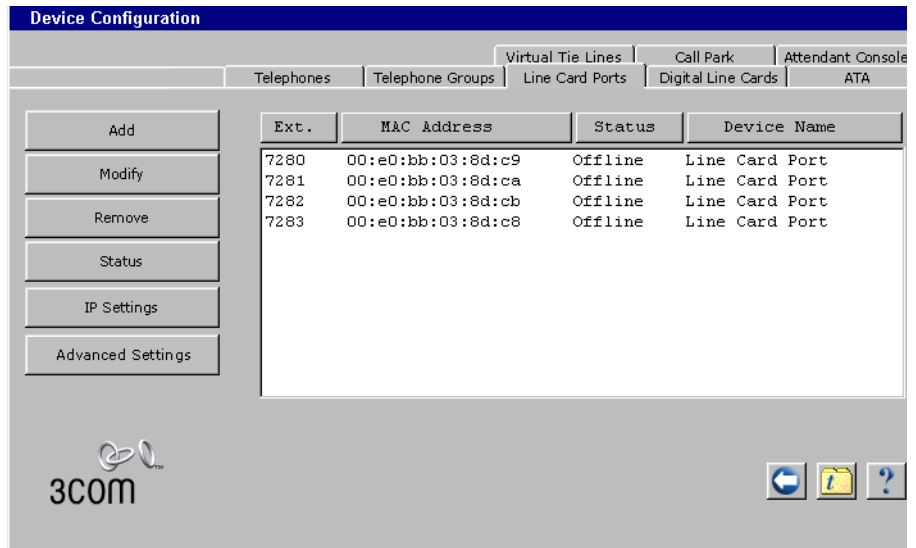 Device Configuration
Virtual Tie Lines Call Park Attendant Console
Telephones Telephone Groups Line Card Ports Digital Line Cards ATA
Add
Modify
Remove
Status
IP Settings
Advanced Settings
Ext. MAC Address Status Device Name
7280 00:e0:bb:03:8d:c9 Offline Line Card Port
7281 00:e0:bb:03:8d:ca Offline Line Card Port
7282 00:e0:bb:03:8d:cb Offline Line Card Port
7283 00:e0:bb:03:8d:c8 Offline Line Card Port
TM
3COM
t ?